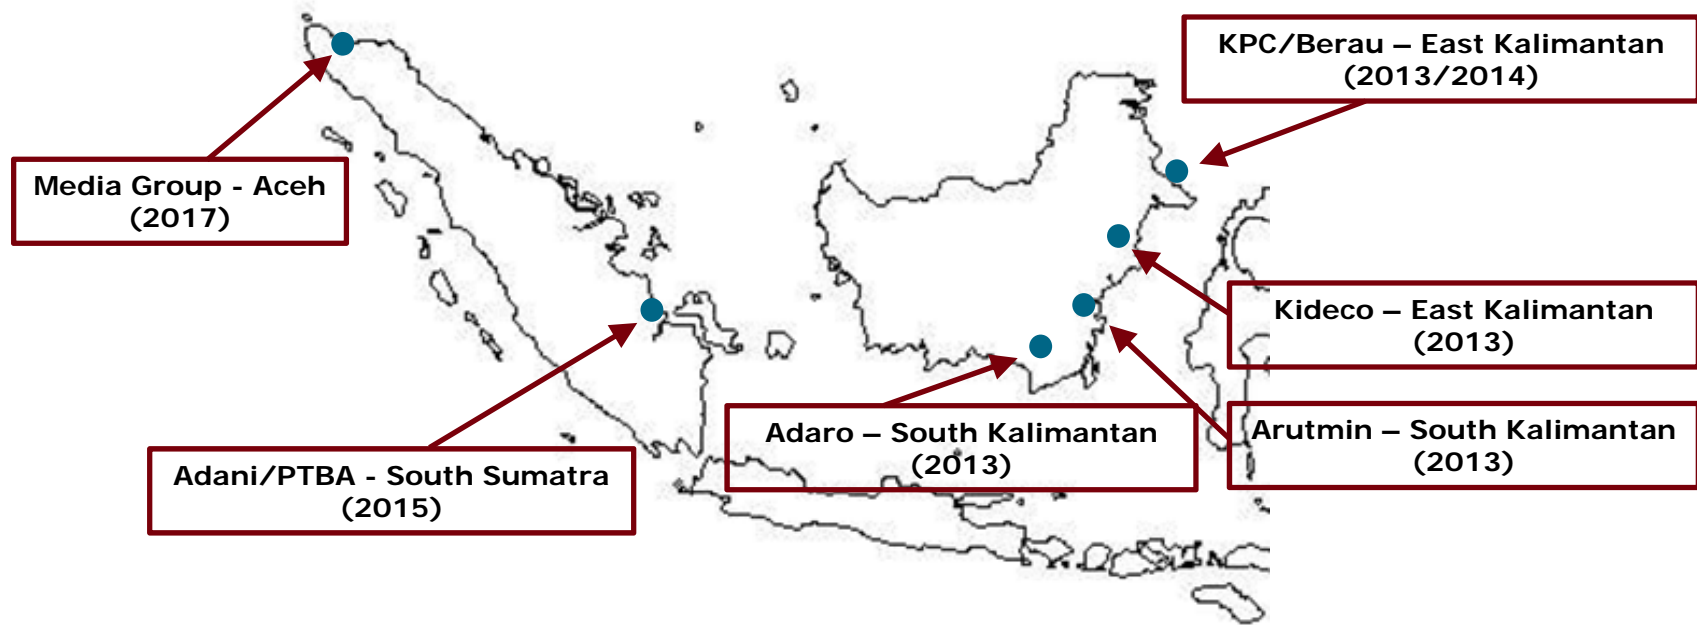 KPC/Berau – East Kalimantan
(2013/2014)
Media Group - Aceh
(2017)
Kideco – East Kalimantan
(2013)
Adaro – South Kalimantan
(2013)
Arutmin – South Kalimantan
(2013)
Adani/PTBA - South Sumatra
(2015)